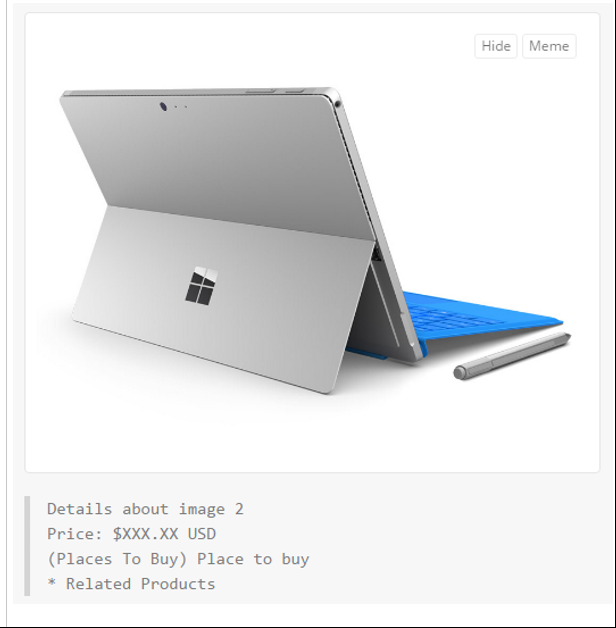 Hide Meme
Details about image 2
Price: $XXX.XX USD
(Places To Buy) Place to buy
* Related Products